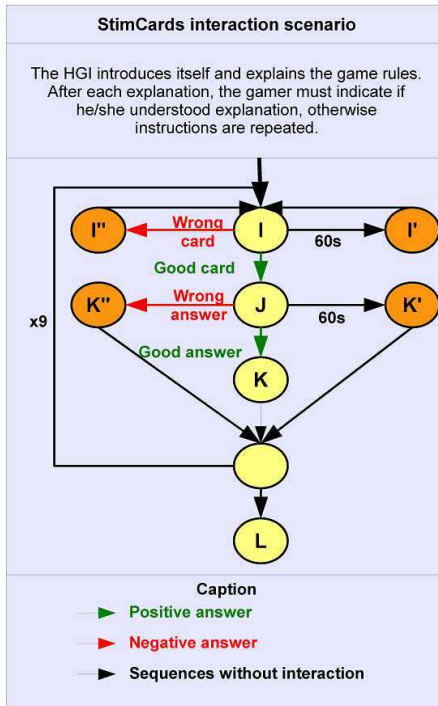 StimCards interaction scenario
The HGI introduces itself and explains the game rules.
After each explanation, the gamer must indicate if
he/she understood explanation, otherwise
instructions are repeated.
I"
Wrong
card
I
60s
I'
Good card
K"
Wrong
answer
J
60s
K'
x9
Good answer
K
L
Caption
Positive answer
Negative answer
Sequences without interaction